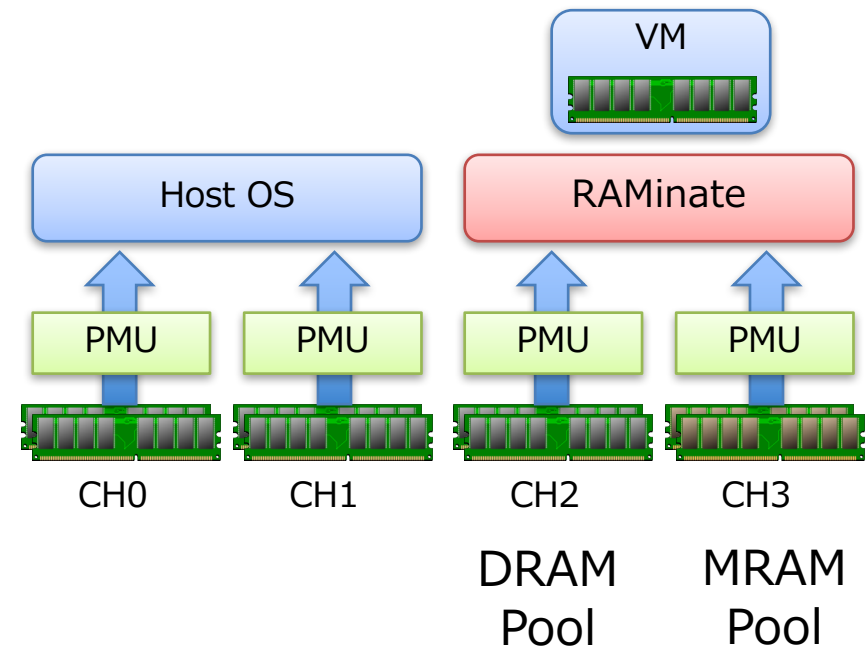 VM
Host OS
RAMinate
PMU
PMU
PMU
PMU
CH0
CH1
CH2
CH3
DRAM
Pool
MRAM
Pool